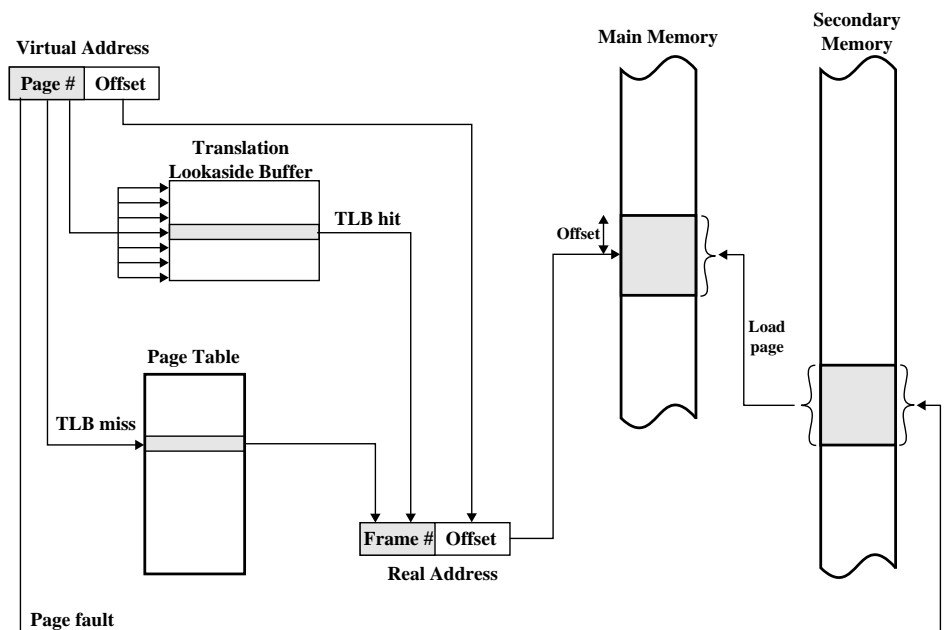 Secondary
Memory
Main Memory
Virtual Address
Page # Offset
Translation
Lookaside Buffer
TLB hit
Offset
Load
page
Page Table
TLB miss
Frame # Offset
Real Address
Page fault